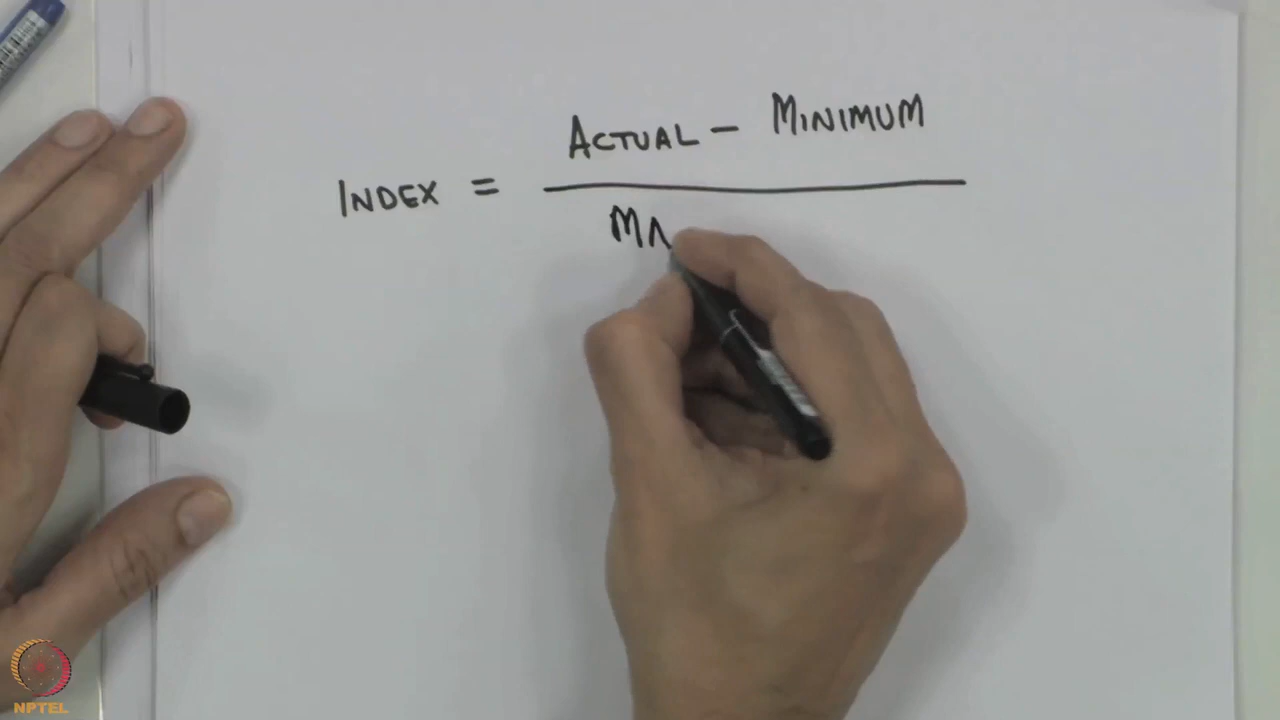 ACTUAL - MINIMUM
INDEX =
MA
NPTEL